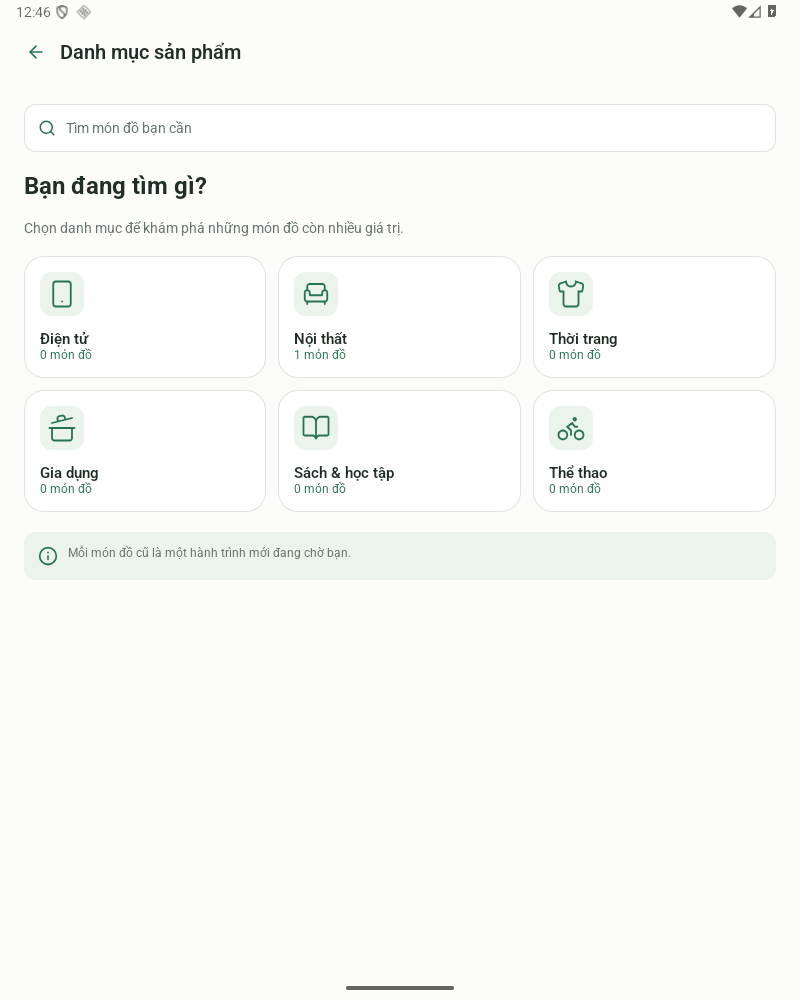 12:46
Danh mục sản phẩm
Tìm món đồ bạn cần
Bạn đang tìm gì?
Chọn danh mục để khám phá những món đồ còn nhiều giá trị.
Điện tử
0 món đồ
Nội thất
1 món đồ
Thời trang
0 món đồ
Gia dụng
0 món đồ
Sách & học tập
0 món đồ
Thể thao
0 món đồ
Mỗi món đồ cũ là một hành trình mới đang chờ bạn.